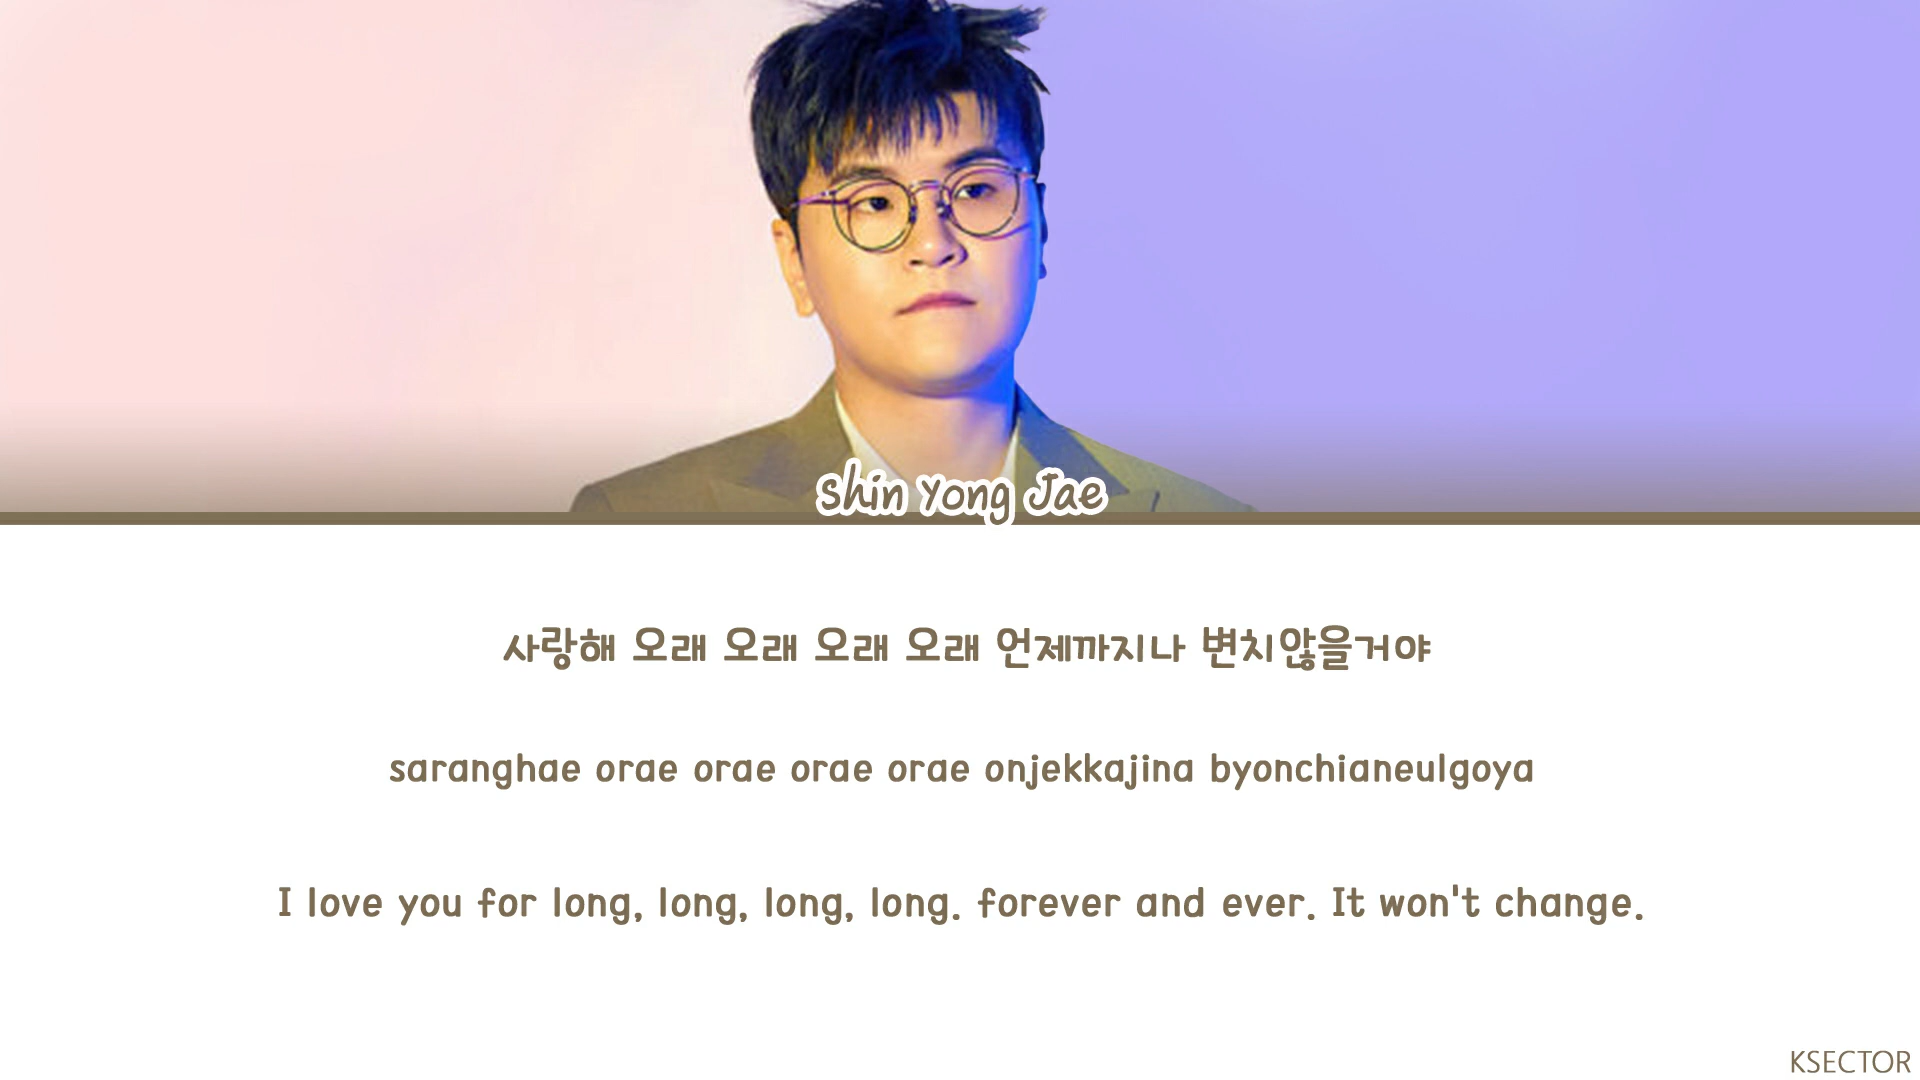 Shin Yong Jae
사랑해 오래 오래 오래 오래 언제까지나 변치않을거야
saranghae orae orae orae orae onjekkajina byonchianeulgoya
I love you for long, long, long, long. forever and ever. It won't change.
KSECTOR